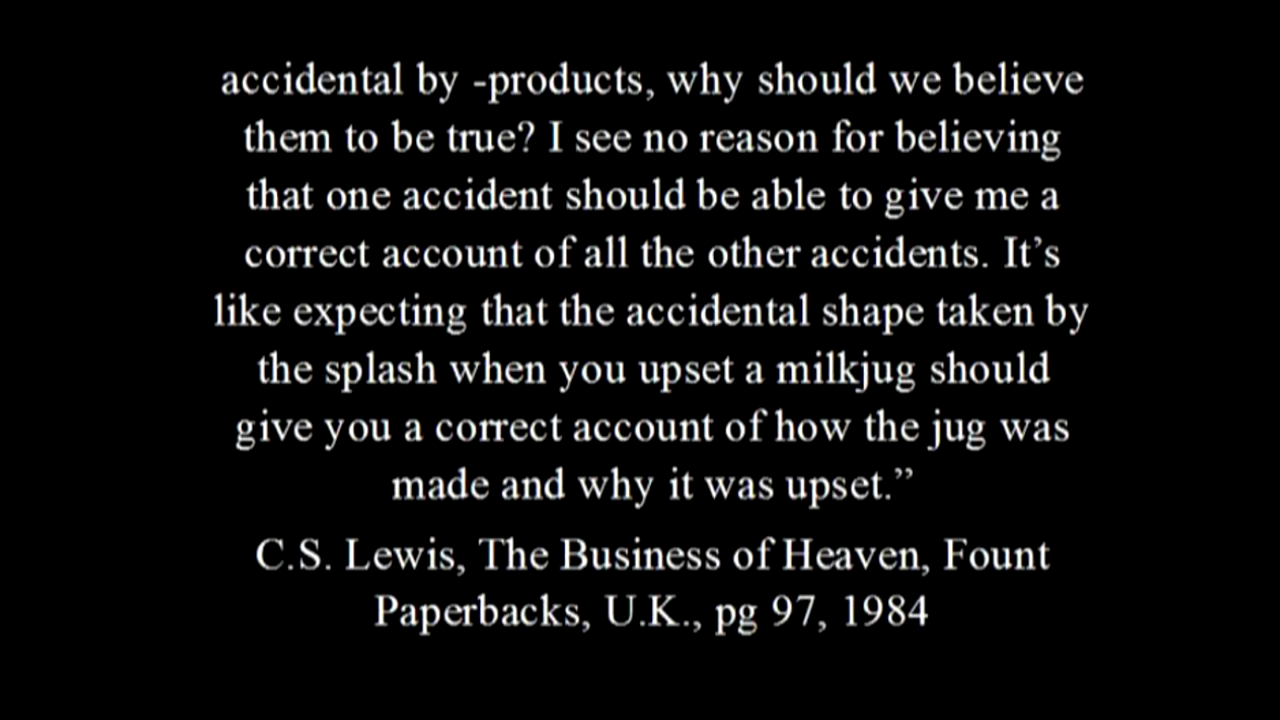 accidental by -products, why should we believe
them to be true? I see no reason for believing
that one accident should be able to give me a
correct account of all the other accidents. It’s
like expecting that the accidental shape taken by
the splash when you upset a milkjug should
give you a correct account of how the jug was
made and why it was upset.”
C.S. Lewis, The Business of Heaven, Fount
Paperbacks, U.K., pg 97, 1984